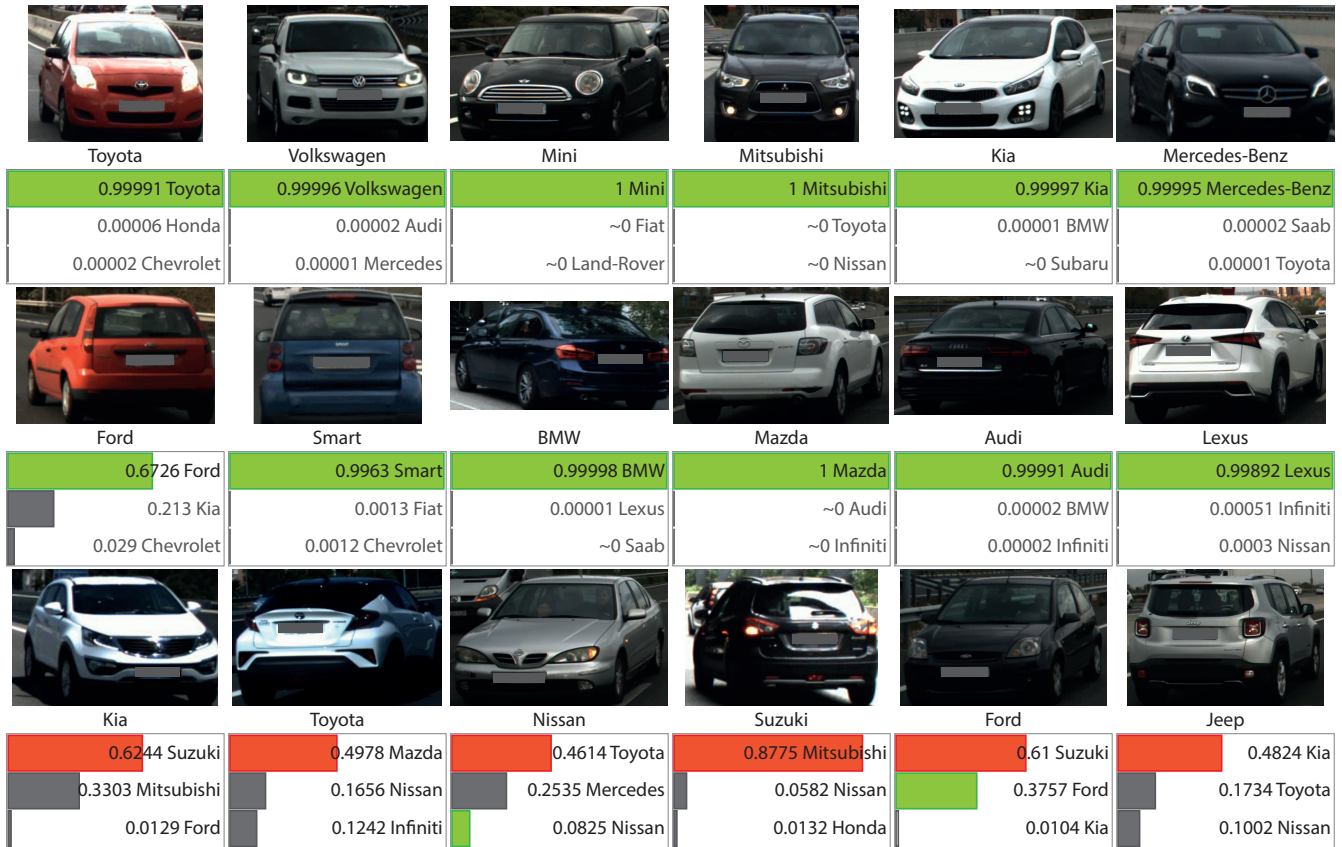 Toyota Volkswagen Mini Mitsubishi Kia Mercedes-Benz
0.99991 Toyota 0.99996 Volkswagen 1 Mini 1 Mitsubishi 0.99997 Kia 0.99995 Mercedes-Benz
0.00006 Honda 0.00002 Audi ~0 Fiat ~0 Toyota 0.00001 BMW 0.00002 Saab
0.00002 Chevrolet 0.00001 Mercedes ~0 Land-Rover ~0 Nissan ~0 Subaru 0.00001 Toyota
Ford Smart BMW Mazda Audi Lexus
0.6726 Ford 0.9963 Smart 0.99998 BMW 1 Mazda 0.99991 Audi 0.99892 Lexus
0.213 Kia 0.0013 Fiat 0.00001 Lexus ~0 Audi 0.00002 BMW 0.00051 Infiniti
0.029 Chevrolet 0.0012 Chevrolet ~0 Saab ~0 Infiniti 0.00002 Infiniti 0.0003 Nissan
Jeep
Kia Toyota Nissan Suzuki Ford Jeep
0.6244 Suzuki 0.4978 Mazda 0.4614 Toyota 0.8775 Mitsubishi 0.61 Suzuki 0.4824 Kia
0.3303 Mitsubishi 0.1656 Nissan 0.2535 Mercedes 0.0582 Nissan 0.3757 Ford 0.1734 Toyota
0.0129 Ford 0.1242 Infiniti 0.0825 Nissan 0.0132 Honda 0.0104 Kia 0.1002 Nissan